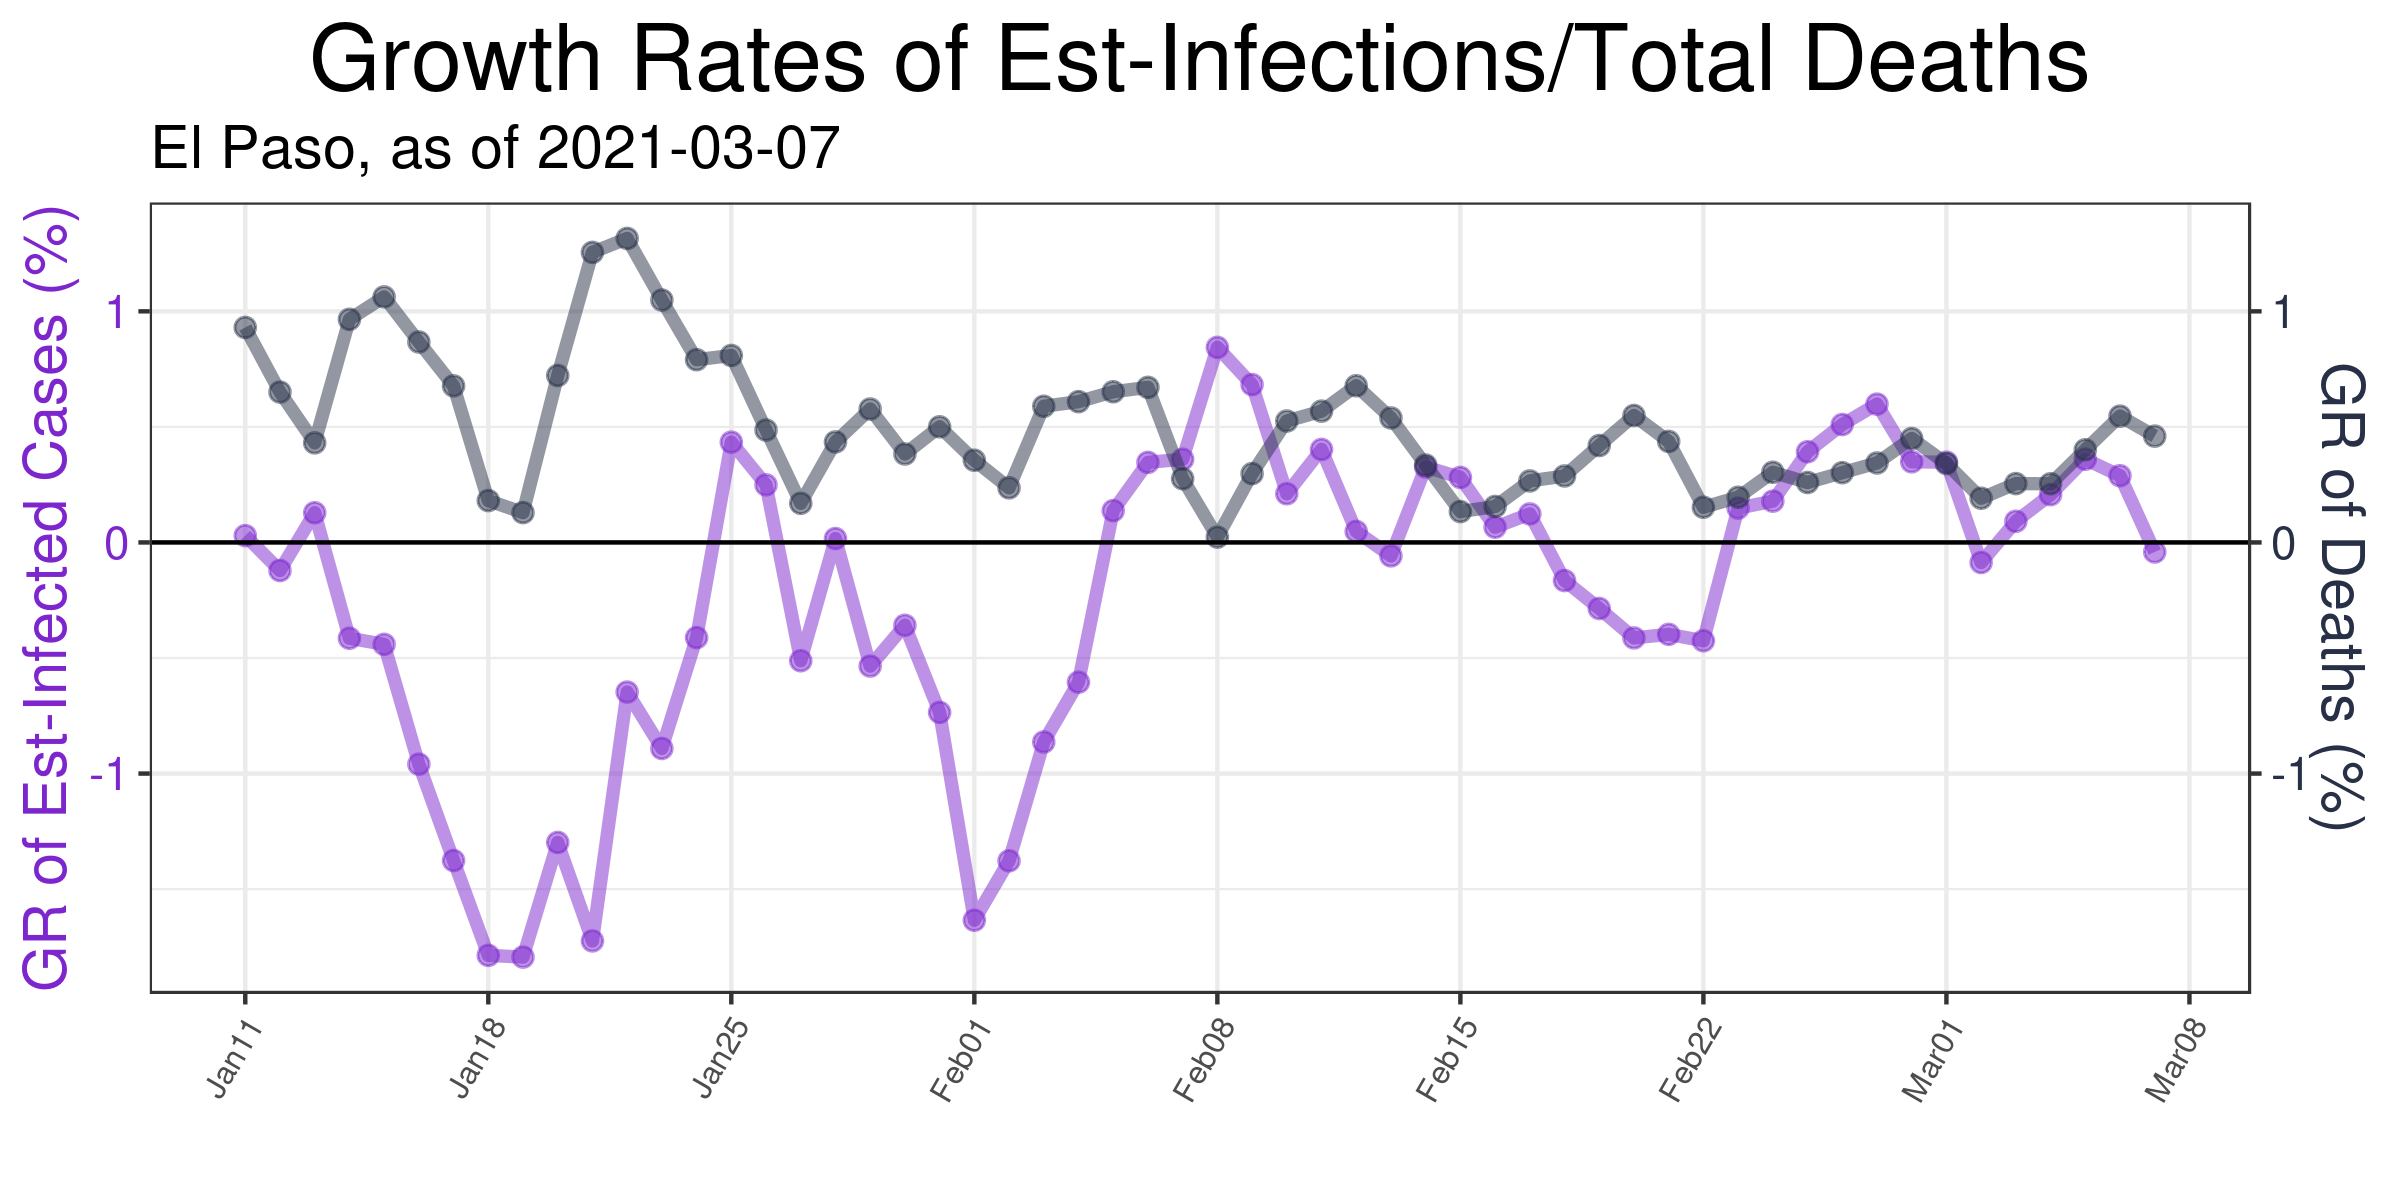 Growth Rates of Est-Infections/Total Deaths
El Paso, as of 2021-03-07
GR of Est-Infected Cases (%)
1
0
-1
1
0
-1
GR of Deaths (%)
Jan11
Jan18
Jan25
Feb01
Feb08
Feb15
Feb22
Mar01
Mar08